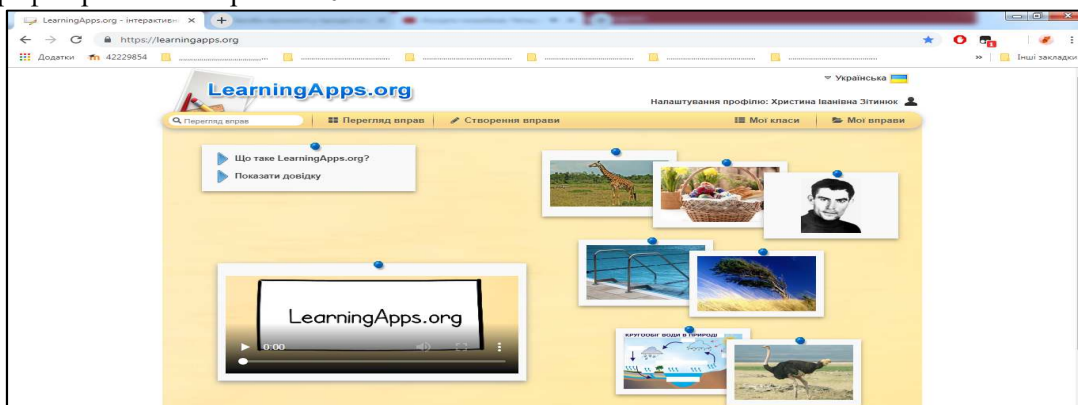 LearningApps.org - інтерактивн
https://learningapps.org
Додатки
42229854
Інші закладки
Українська
LearningApps.org
Налаштування профілю: Христина Іванівна Зітинюк
Перегляд вправ
Перегляд вправ
Створення вправи
Мої класи
Мої вправи
Що таке LearningApps.org?
Показати довідку
LearningApps.org
0:00
КРУГООБІГ ВОДИ В ПРИРОДІ